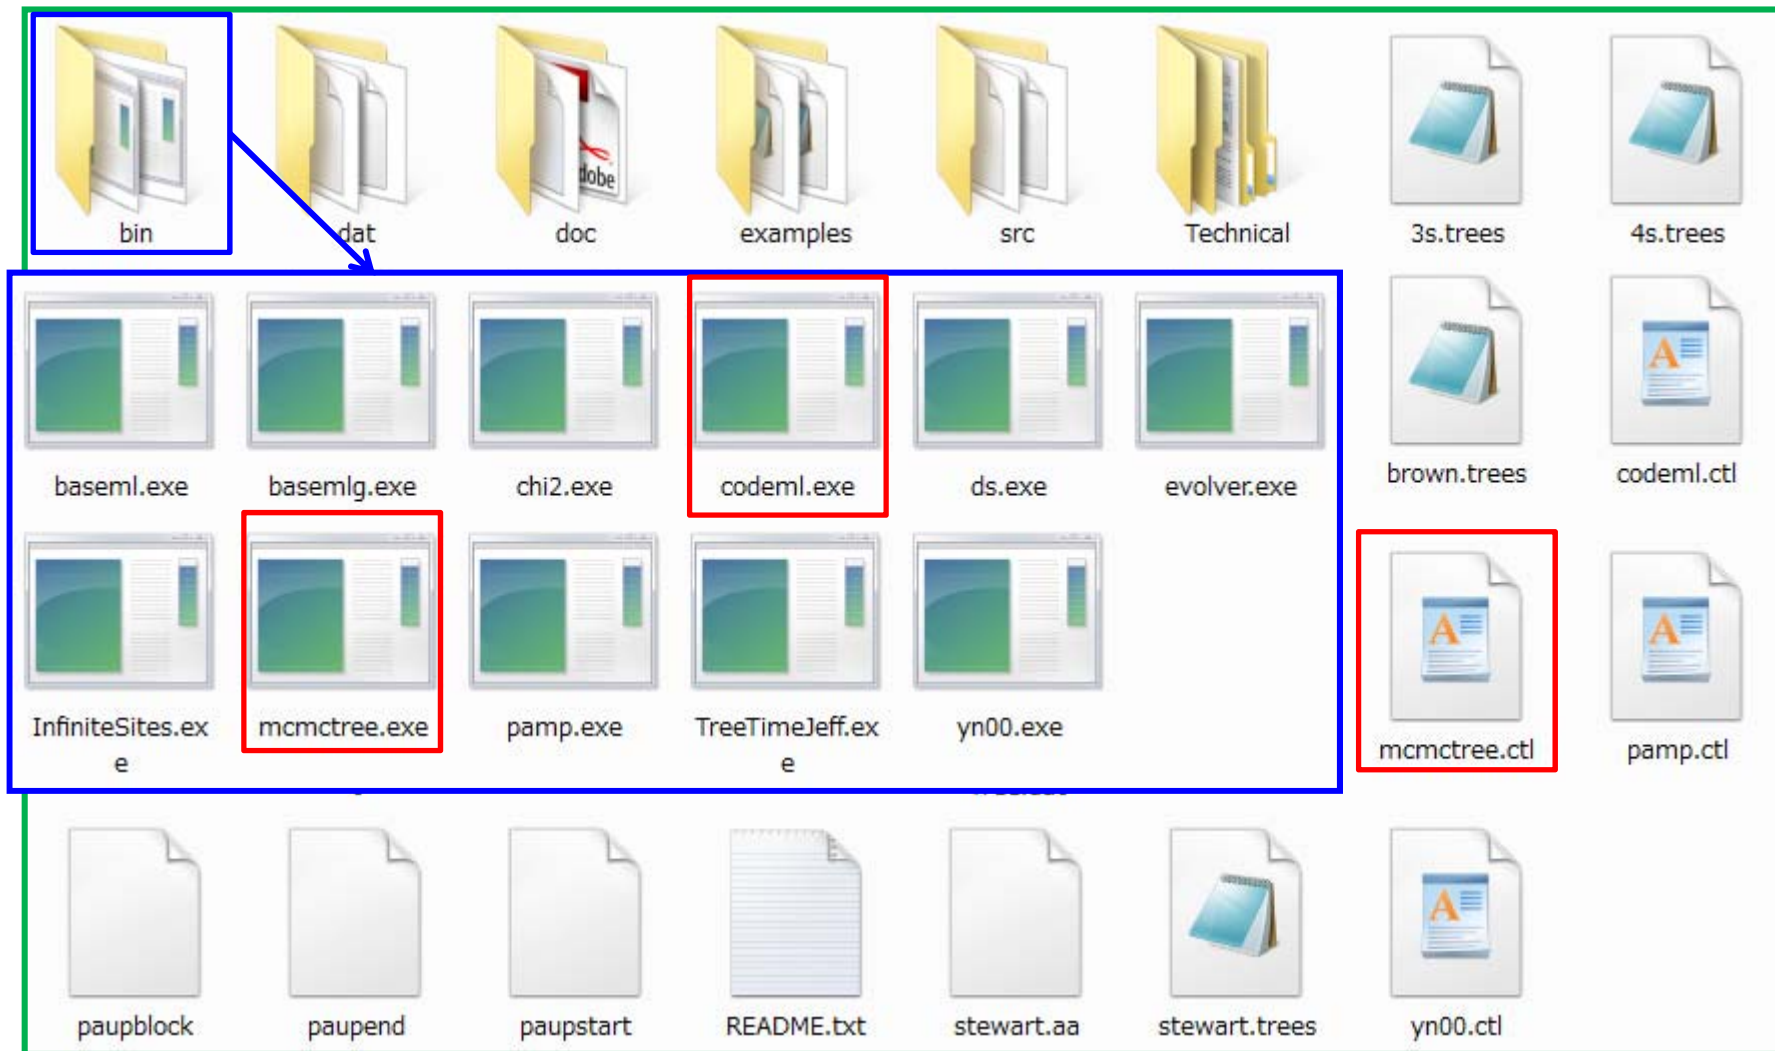 dobe
bin
dat
doc
examples
src
Technical
3s.trees
4s.trees
baseml.exe
basemlg.exe
chi2.exe
codeml.exe
ds.exe
evolver.exe
brown.trees
codeml.ctl
InfiniteSites.ex
e
mcmctree.exe
pamp.exe
TreeTimeJeff.ex
e
yn00.exe
mcmctree.ctl
pamp.ctl
paupblock
paupend
paupstart
README.txt
stewart.aa
stewart.trees
yn00.ctl